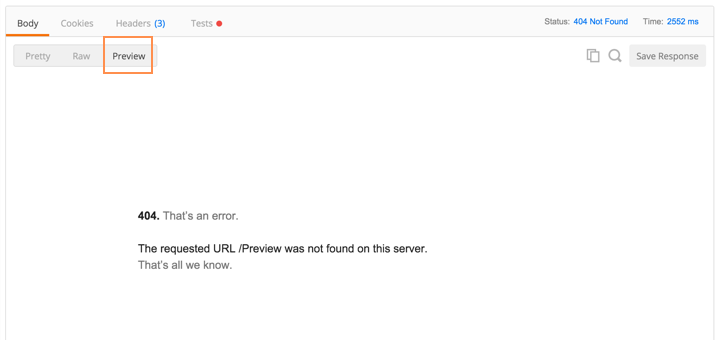 Body Cookies Headers (3) Tests Status: 404 Not Found Time: 2552 ms
Pretty Raw Preview Save Response
404. That's an error.
The requested URL /Preview was not found on this server.
That's all we know.